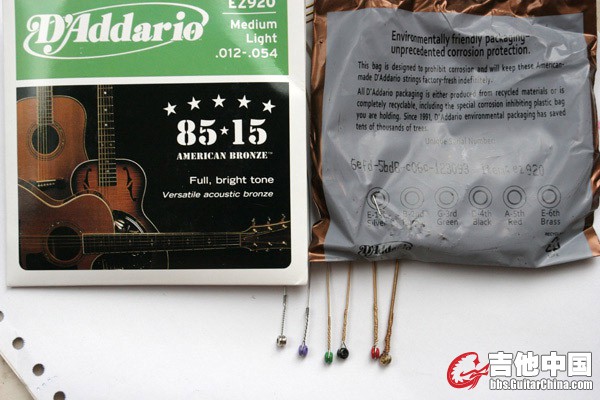 EZ920
D'Addario
Medium
Light
.012-.054
85★15
AMERICAN BRONZE™
Full, bright tone
Versatile acoustic bronze
Environmentally friendly packaging-
unprecedented corrosion protection.
This bag is designed to prohibit corrosion and will keep these American-
made D'Addario strings factory-fresh indefinitely.
All D'Addario packaging is either produced from recycled materials or is
completely recyclable, including the special corrosion inhibiting plastic bag
you are holding. Since 1991, D'Addario environmental packaging has saved
tens of thousands of trees.
E-1st G-3rd D-4th A-5th E-6th
Silver Green Black Red Brass
D'Addario
吉他中国
bbs.GuitarChina.com